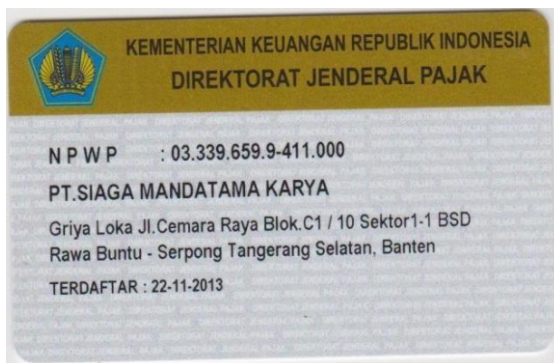 KEMENTERIAN KEUANGAN REPUBLIK INDONESIA
DIREKTORAT JENDERAL PAJAK
N P W P : 03.339.659.9-411.000
PT.SIAGA MANDATAMA KARYA
Griya Loka Jl.Cemara Raya Blok.C1 / 10 Sektor1-1 BSD
Rawa Buntu - Serpong Tangerang Selatan, Banten
TERDAFTAR : 22-11-2013